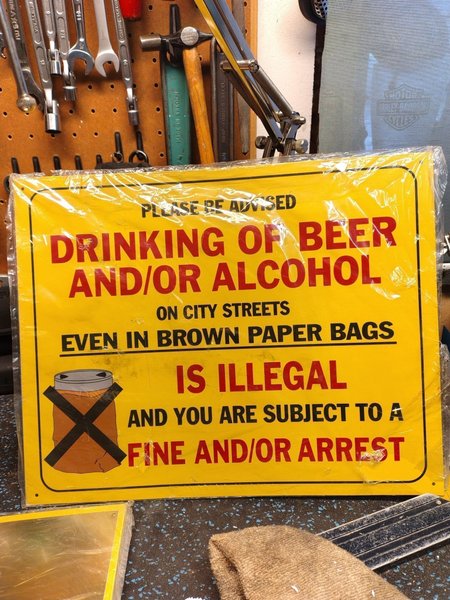 PLEASE BE ADVISED
DRINKING OF BEER
AND/OR ALCOHOL
ON CITY STREETS
EVEN IN BROWN PAPER BAGS
IS ILLEGAL
AND YOU ARE SUBJECT TO A
FINE AND/OR ARREST